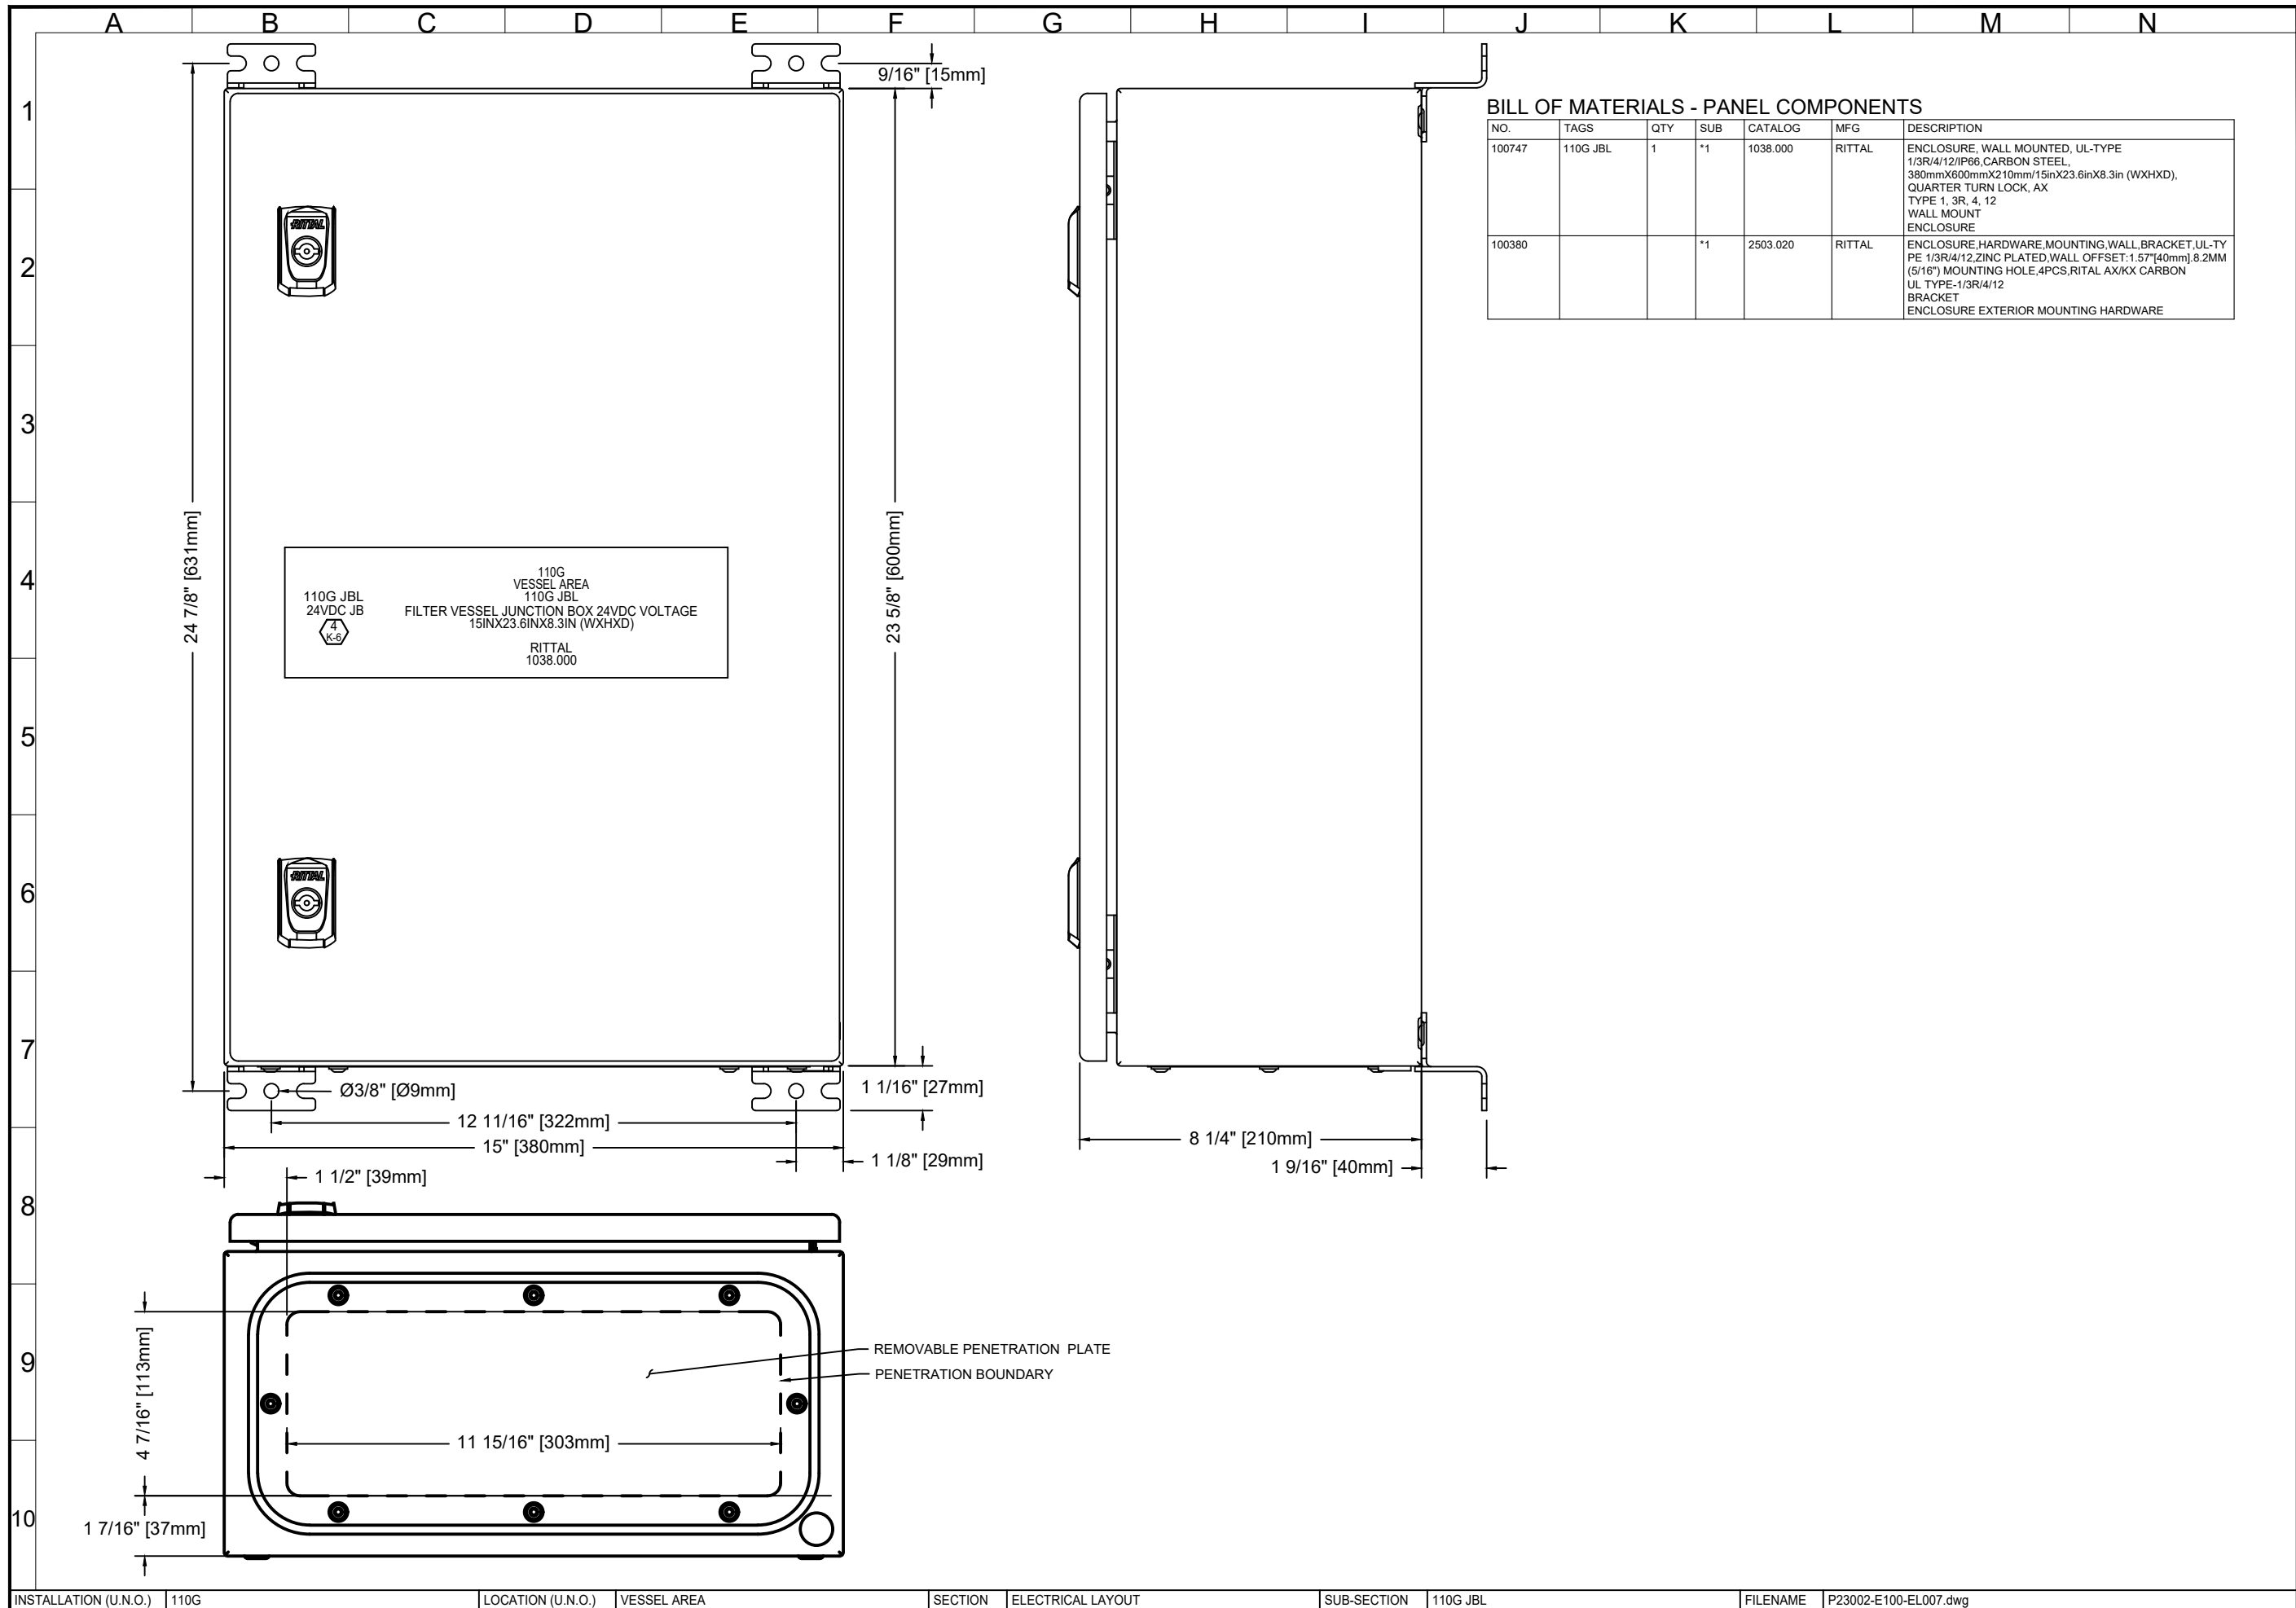 A B C D E F G H I J K L M N
1
2
3
4
5
6
7
8
9
10
9/16" [15mm]
24 7/8" [631mm]
23 5/8" [600mm]
RITTAL
RITTAL
110G JBL
24VDC JB
4
K-6
110G
VESSEL AREA
110G JBL
FILTER VESSEL JUNCTION BOX 24VDC VOLTAGE
15INX23.6INX8.3IN (WXHXD)
RITTAL
1038.000
Ø3/8" [Ø9mm]
1 1/16" [27mm]
12 11/16" [322mm]
15" [380mm]
1 1/8" [29mm]
1 1/2" [39mm]
8 1/4" [210mm]
1 9/16" [40mm]
BILL OF MATERIALS - PANEL COMPONENTS
NO. TAGS QTY SUB CATALOG MFG DESCRIPTION
100747 110G JBL 1 *1 1038.000 RITTAL ENCLOSURE, WALL MOUNTED, UL-TYPE
1/3R/4/12/IP66,CARBON STEEL,
380mmX600mmX210mm/15inX23.6inX8.3in (WXHXD),
QUARTER TURN LOCK, AX
TYPE 1, 3R, 4, 12
WALL MOUNT
ENCLOSURE
100380 *1 2503.020 RITTAL ENCLOSURE,HARDWARE,MOUNTING,WALL,BRACKET,UL-TY
PE 1/3R/4/12,ZINC PLATED,WALL OFFSET:1.57"[40mm].8.2MM
(5/16") MOUNTING HOLE,4PCS,RITAL AX/KX CARBON
UL TYPE-1/3R/4/12
BRACKET
ENCLOSURE EXTERIOR MOUNTING HARDWARE
4 7/16" [113mm]
REMOVABLE PENETRATION PLATE
PENETRATION BOUNDARY
11 15/16" [303mm]
1 7/16" [37mm]
INSTALLATION (U.N.O.) 110G LOCATION (U.N.O.) VESSEL AREA SECTION ELECTRICAL LAYOUT SUB-SECTION 110G JBL FILENAME P23002-E100-EL007.dwg